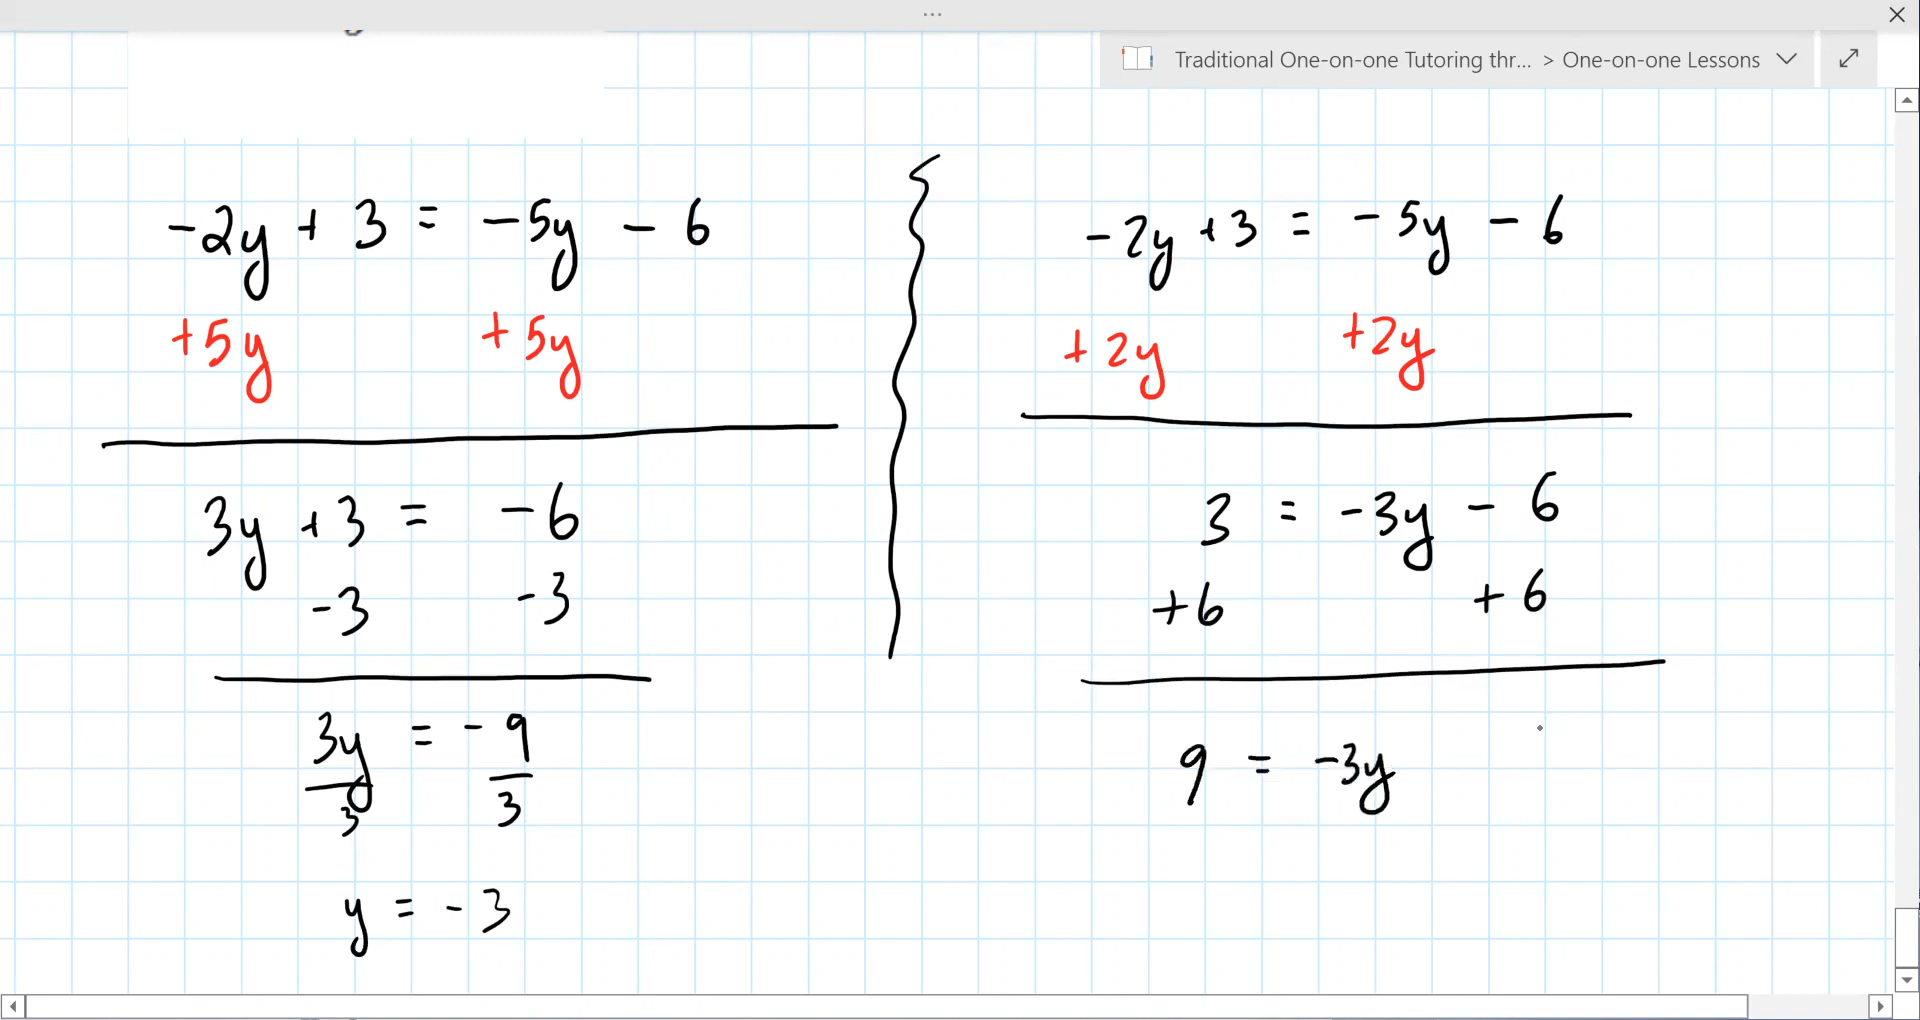 ...
Traditional One-on-one Tutoring thr... > One-on-one Lessons
-2y + 3 = -5y - 6
+5y +5y
3y + 3 = -6
-3 -3
3y = -9
3 3
y = -3
-2y + 3 = -5y - 6
+2y +2y
3 = -3y - 6
+6 +6
9 = -3y